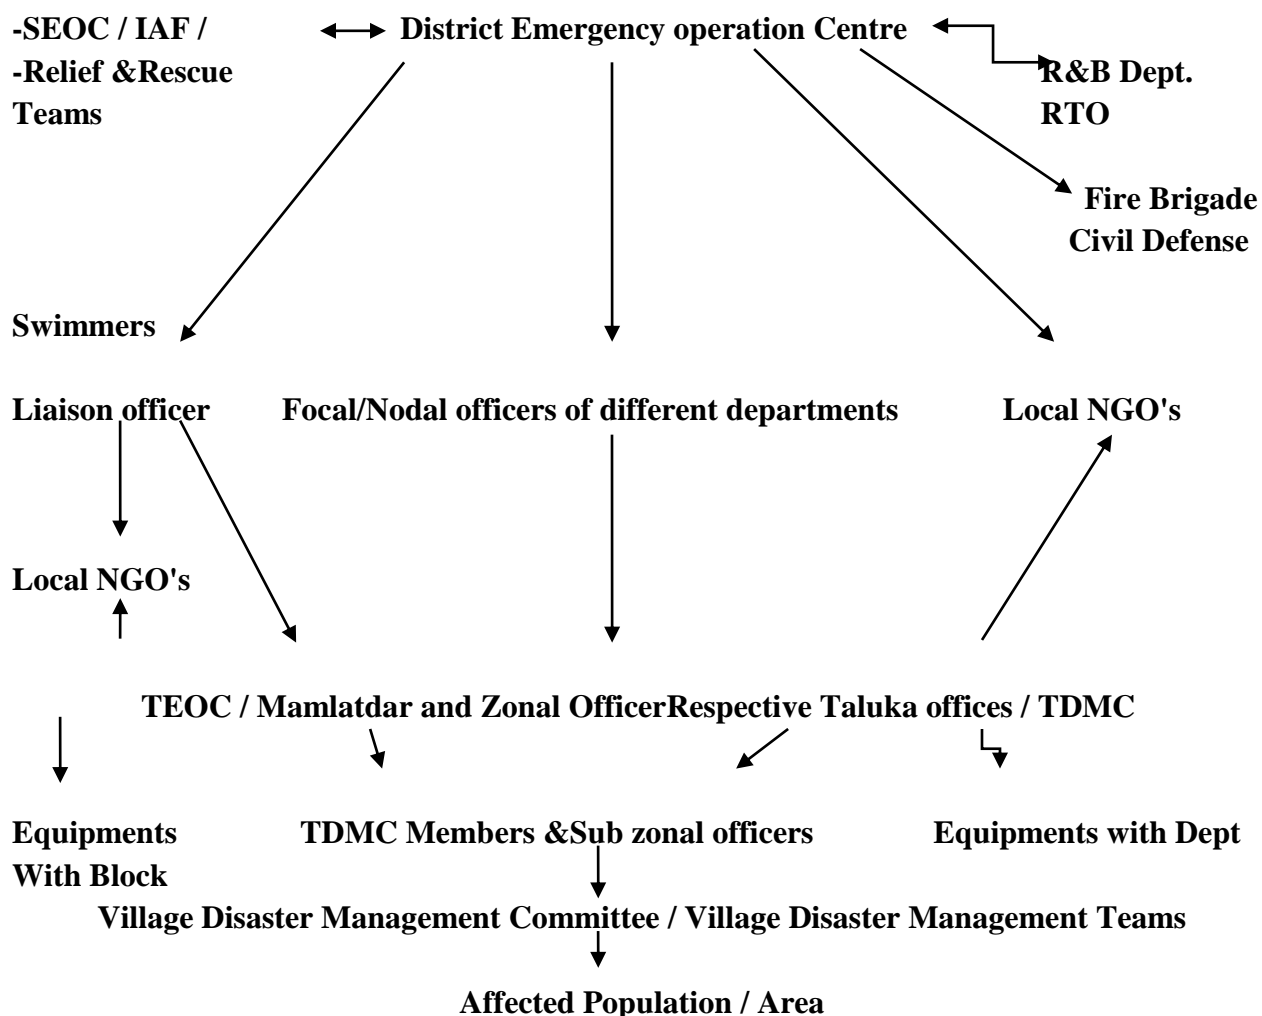 -SEOC / IAF /
District Emergency operation Centre
-Relief &Rescue
Teams
R&B Dept.
RTO
Fire Brigade
Civil Defense
Swimmers
Liaison officer
Focal/Nodal officers of different departments
Local NGO's
Local NGO's
TEOC / Mamlatdar and Zonal OfficerRespective Taluka offices / TDMC
Equipments
With Block
TDMC Members &Sub zonal officers
Equipments with Dept
Village Disaster Management Committee / Village Disaster Management Teams
Affected Population / Area